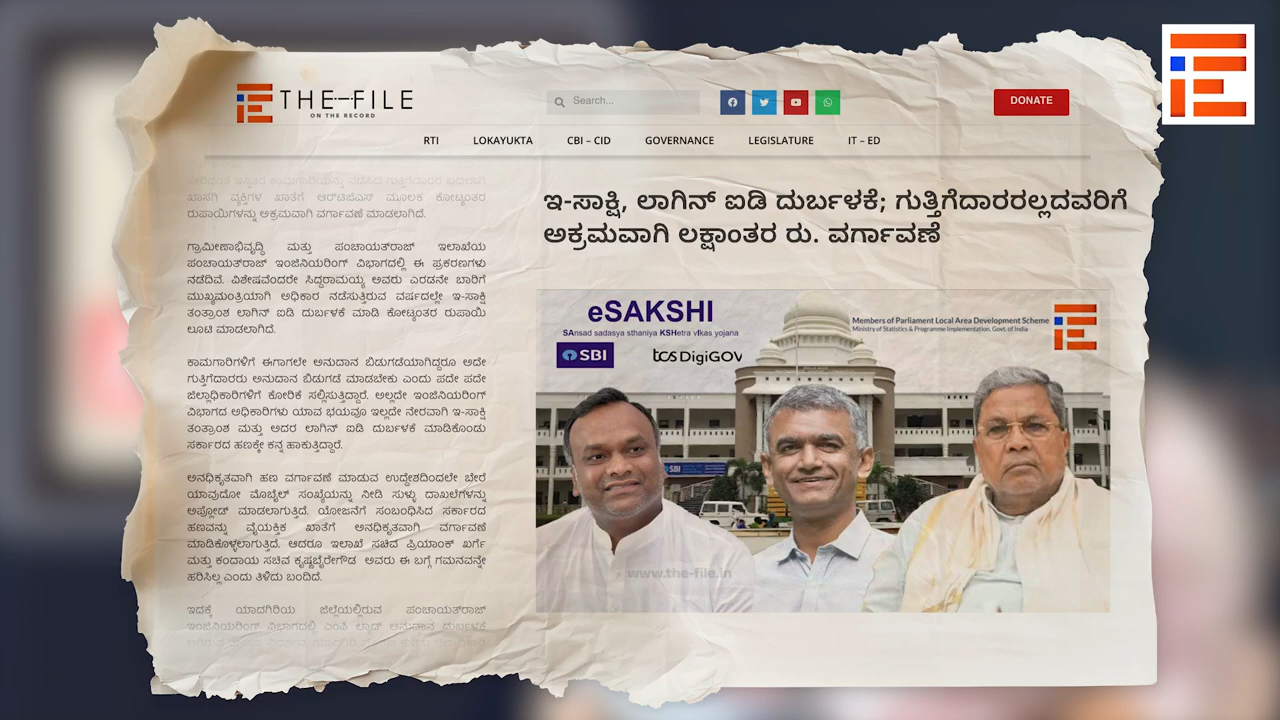 THE FILE
ON THE RECORD
Search...
DONATE
RTI LOKAYUKTA CBI – CID GOVERNANCE LEGISLATURE IT – ED
ಖಾಸಗಿ ವ್ಯಕ್ತಿಗಳ ಖಾತೆಗೆ ಆರ್‌ಟಿಜಿಎಸ್‌ ಮೂಲಕ ಕೋಟ್ಯಂತರ
ರುಪಾಯಿಗಳನ್ನು ಅಕ್ರಮವಾಗಿ ವರ್ಗಾವಣೆ ಮಾಡಲಾಗಿದೆ.
ಗ್ರಾಮೀಣಾಭಿವೃದ್ಧಿ ಮತ್ತು ಪಂಚಾಯತ್‌ರಾಜ್‌ ಇಲಾಖೆಯ
ಪಂಚಾಯತ್‌ರಾಜ್‌ ಇಂಜಿನಿಯರಿಂಗ್‌ ವಿಭಾಗದಲ್ಲಿ ಈ ಪ್ರಕರಣಗಳು
ನಡೆದಿವೆ. ವಿಶೇಷವೆಂದರೇ ಸಿದ್ದರಾಮಯ್ಯ ಅವರು ಎರಡನೇ ಬಾರಿಗೆ
ಮುಖ್ಯಮಂತ್ರಿಯಾಗಿ ಅಧಿಕಾರ ನಡೆಸುತ್ತಿರುವ ವರ್ಷದಲ್ಲೇ ಇ-ಸಾಕ್ಷಿ
ತಂತ್ರಾಂಶ ಲಾಗಿನ್‌ ಐಡಿ ದುರ್ಬಳಕೆ ಮಾಡಿ ಕೋಟ್ಯಂತರ ರುಪಾಯಿ
ಲೂಟಿ ಮಾಡಲಾಗಿದೆ.
ಕಾಮಗಾರಿಗಳಿಗೆ ಈಗಾಗಲೇ ಅನುದಾನ ಬಿಡುಗಡೆಯಾಗಿದ್ದರೂ ಅದೇ
ಗುತ್ತಿಗೆದಾರರು ಅನುದಾನ ಬಿಡುಗಡೆ ಮಾಡಬೇಕು ಎಂದು ಪದೇ ಪದೇ
ಜಿಲ್ಲಾಧಿಕಾರಿಗಳಿಗೆ ಕೋರಿಕೆ ಸಲ್ಲಿಸುತ್ತಿದ್ದಾರೆ. ಅಲ್ಲದೇ ಇಂಜಿನಿಯರಿಂಗ್‌
ವಿಭಾಗದ ಅಧಿಕಾರಿಗಳು ಯಾವ ಭಯವೂ ಇಲ್ಲದೇ ನೇರವಾಗಿ ಇ-ಸಾಕ್ಷಿ
ತಂತ್ರಾಂಶ ಮತ್ತು ಅದರ ಲಾಗಿನ್‌ ಐಡಿ ದುರ್ಬಳಕೆ ಮಾಡಿಕೊಂಡು
ಸರ್ಕಾರದ ಹಣಕ್ಕೇ ಕನ್ನ ಹಾಕುತ್ತಿದ್ದಾರೆ.
ಅನಧಿಕೃತವಾಗಿ ಹಣ ವರ್ಗಾವಣೆ ಮಾಡುವ ಉದ್ದೇಶದಿಂದಲೇ ಬೇರೆ
ಯಾವುದೋ ಮೊಬೈಲ್‌ ಸಂಖ್ಯೆಯನ್ನು ನೀಡಿ ಸುಳ್ಳು ದಾಖಲೆಗಳನ್ನು
ಅಪ್ಲೋಡ್‌ ಮಾಡಲಾಗುತ್ತಿದೆ. ಯೋಜನೆಗೆ ಸಂಬಂಧಿಸಿದ ಸರ್ಕಾರದ
ಹಣವನ್ನು ವೈಯಕ್ತಿಕ ಖಾತೆಗೆ ಅನಧಿಕೃತವಾಗಿ ವರ್ಗಾವಣೆ
ಮಾಡಿಕೊಳ್ಳಲಾಗುತ್ತಿದೆ. ಆದರೂ ಇಲಾಖೆ ಸಚಿವ ಪ್ರಿಯಾಂಕ್‌ ಖರ್ಗೆ
ಮತ್ತು ಕಂದಾಯ ಸಚಿವ ಕೃಷ್ಣಬೈರೇಗೌಡ ಅವರು ಈ ಬಗ್ಗೆ ಗಮನವನ್ನೇ
ಹರಿಸಿಲ್ಲ ಎಂದು ತಿಳಿದು ಬಂದಿದೆ.
ಇದಕ್ಕೆ ಯಾದಗಿರಿಯ ಜಿಲ್ಲೆಯಲ್ಲಿರುವ ಪಂಚಾಯತ್‌ರಾಜ್‌
ಇಂಜಿನಿಯರಿಂಗ್‌ ವಿಭಾಗದಲ್ಲಿ ಎಂಪಿ ಲ್ಯಾಡ್‌ ಅನುದಾನ ದುರ್ಬಳಕೆ
ಇ-ಸಾಕ್ಷಿ, ಲಾಗಿನ್ ಐಡಿ ದುರ್ಬಳಕೆ; ಗುತ್ತಿಗೆದಾರರಲ್ಲದವರಿಗೆ
ಅಕ್ರಮವಾಗಿ ಲಕ್ಷಾಂತರ ರು. ವರ್ಗಾವಣೆ
eSAKSHI
SAnsad sadasya sthaniya KSHetra vIkas yojana
SBI tcs DigiGOV
Members of Parliament Local Area Development Scheme
Ministry of Statistics & Programme Implementation, Govt. of India
SBI
www.the-file.in